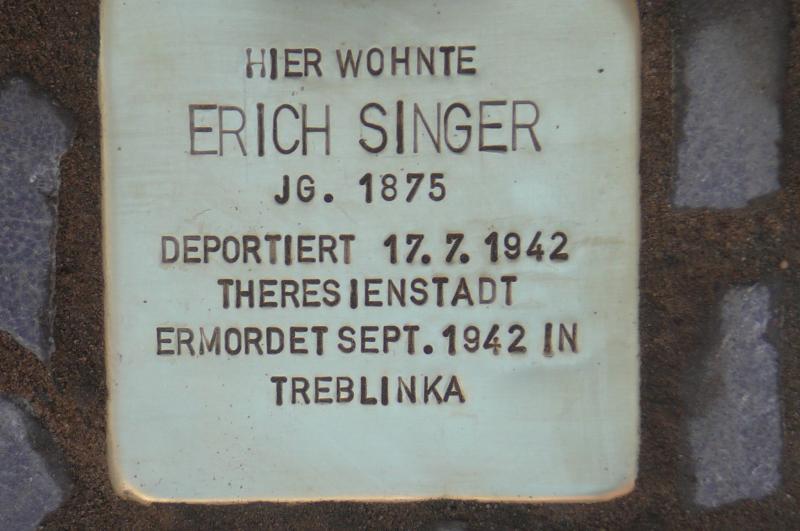 HIER WOHNTE
ERICH SINGER
JG. 1875
DEPORTIERT 17.7.1942
THERESIENSTADT
ERMORDET SEPT. 1942 IN
TREBLINKA